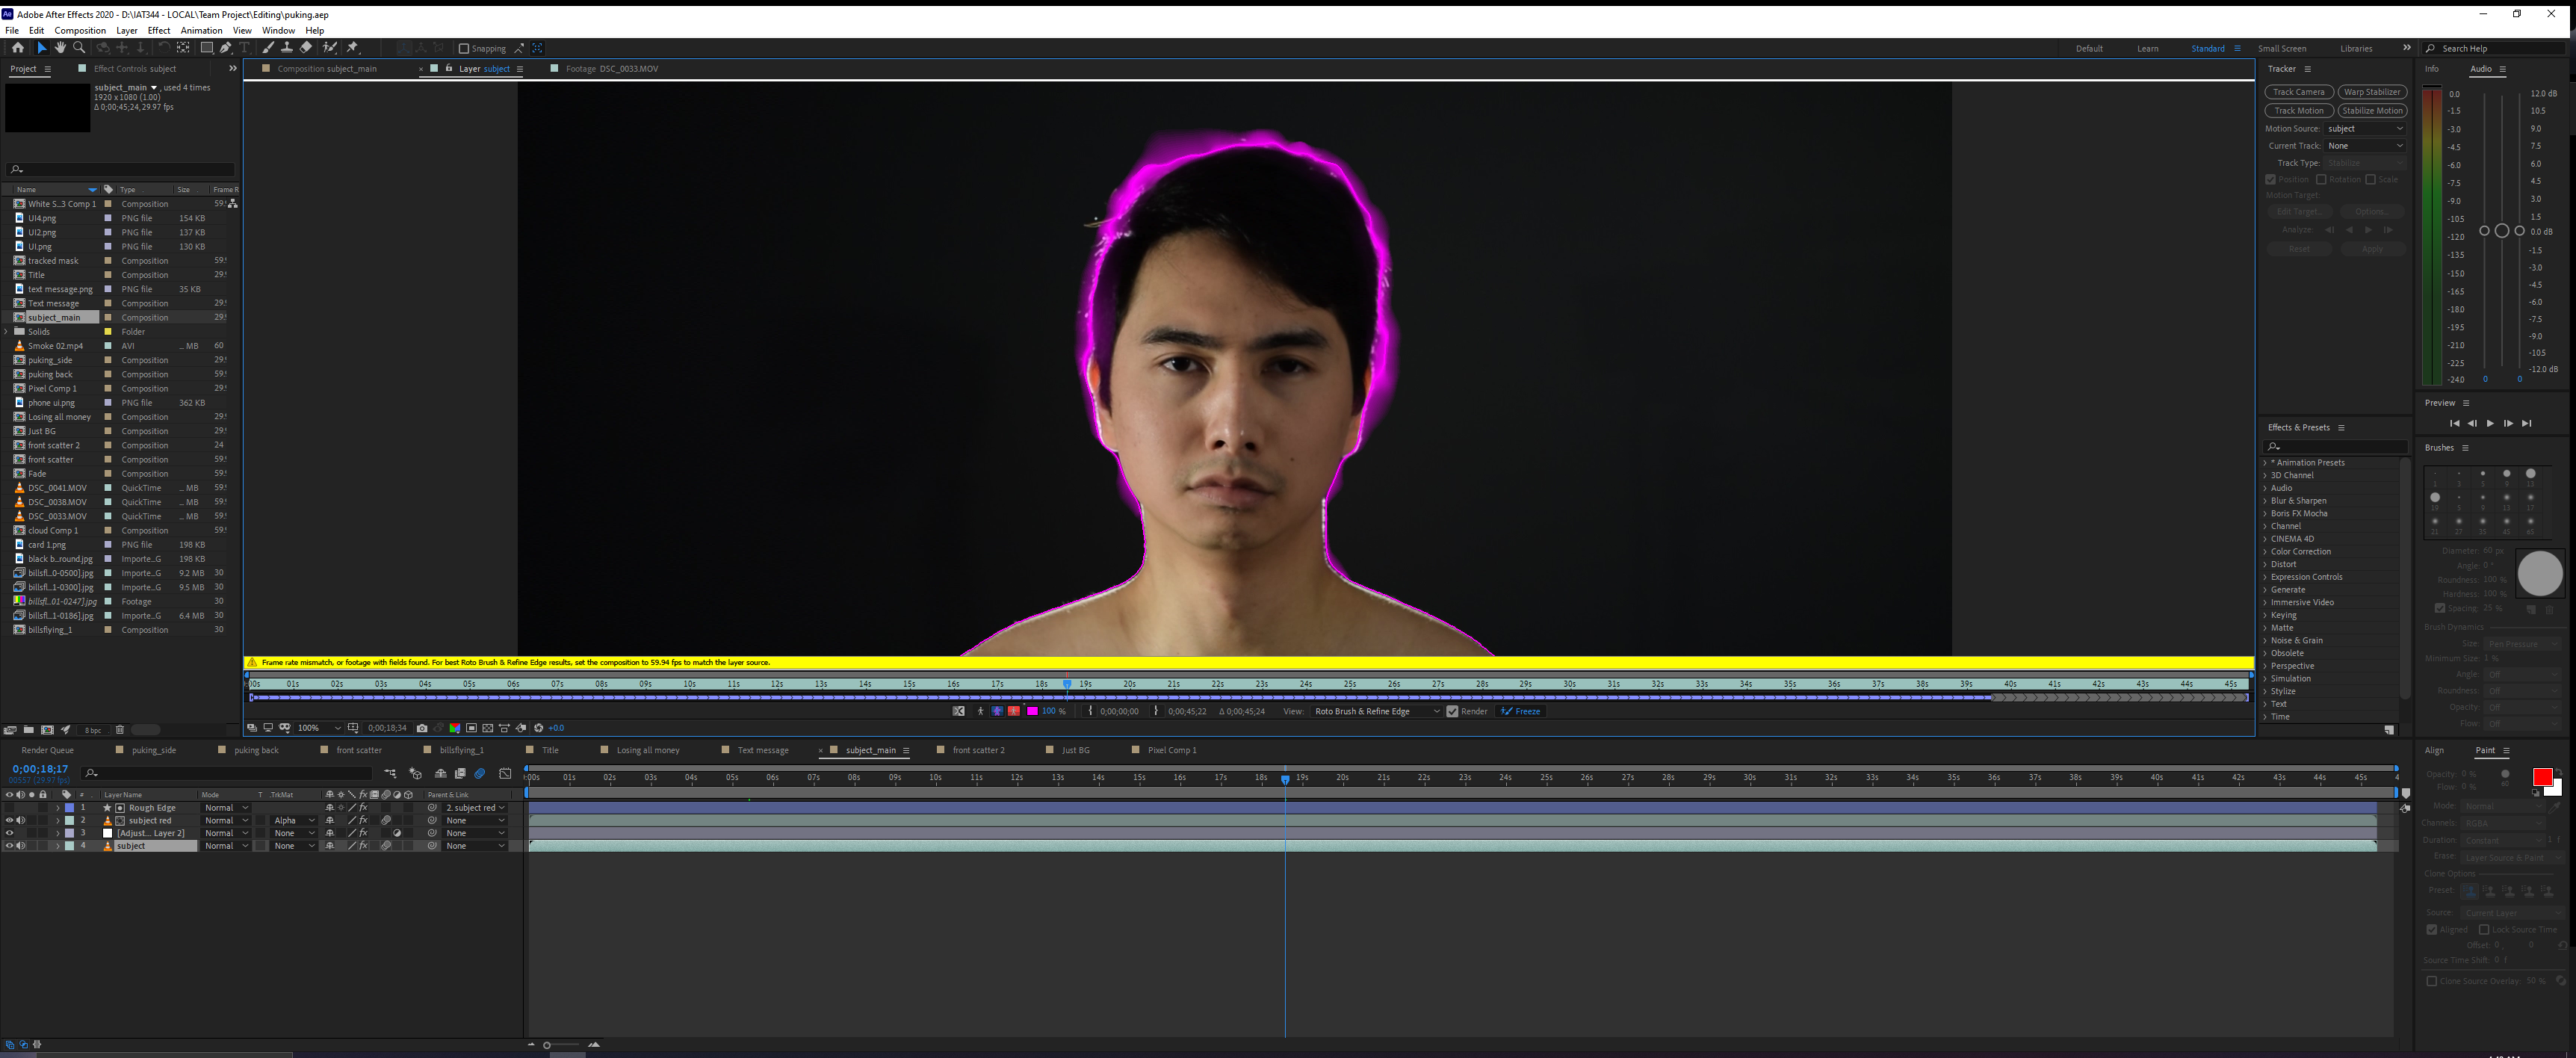 Adobe After Effects 2020 - D:\IAT344 - LOCAL\Team Project\Editing\puking.aep
File Edit Composition Layer Effect Animation View Window Help
Snapping
Default Learn Standard Small Screen Libraries Search Help
Project Effect Controls subject
Composition subject_main
Layer subject
Footage DSC_0033.MOV
subject_main , used 4 times
1920 x 1080 (1.00)
Δ 0;00;45;24, 29.97 fps
Name Type Size Frame R
White S...3 Comp 1 Composition 59.
UI4.png PNG file 154 KB
UI2.png PNG file 137 KB
UI.png PNG file 130 KB
tracked mask Composition 59.
Title Composition 29.
text message.png PNG file 35 KB
Text message Composition 29.
subject_main Composition 29.
Solids Folder
Smoke 02.mp4 AVI ... MB 60
puking_side Composition 29.
puking back Composition 59.
Pixel Comp 1 Composition 29.
phone ui.png PNG file 362 KB
Losing all money Composition 29.
Just BG Composition 29.
front scatter 2 Composition 24
front scatter Composition 59.
Fade Composition 59.
DSC_0041.MOV QuickTime ... MB 59.
DSC_0038.MOV QuickTime ... MB 59.
DSC_0033.MOV QuickTime ... MB 59.
cloud Comp 1 Composition 59.
card 1.png PNG file 198 KB
black b...round.jpg Importe...G 198 KB
billsfl...0-0500].jpg Importe...G 9.2 MB 30
billsfl...1-0300].jpg Importe...G 9.5 MB 30
billsfl...01-0247].jpg Footage 30
billsfl...1-0186].jpg Importe...G 6.4 MB 30
billsflying_1 Composition 30
8 bpc
Frame rate mismatch, or footage with fields found. For best Roto Brush & Refine Edge results, set the composition to 59.94 fps to match the layer source.
00s 01s 02s 03s 04s 05s 06s 07s 08s 09s 10s 11s 12s 13s 14s 15s 16s 17s 18s 19s 20s 21s 22s 23s 24s 25s 26s 27s 28s 29s 30s 31s 32s 33s 34s 35s 36s 37s 38s 39s 40s 41s 42s 43s 44s 45s
100 % 0;00;00;00 0;00;45;22 Δ 0;00;45;24 View: Roto Brush & Refine Edge Render Freeze
100% 0;00;18;34 +0.0
Tracker
Track Camera Warp Stabilizer
Track Motion Stabilize Motion
Motion Source: subject
Current Track: None
Track Type: Stabilize
Position Rotation Scale
Motion Target:
Edit Target... Options...
Analyze:
Reset Apply
Effects & Presets
* Animation Presets
3D Channel
Audio
Blur & Sharpen
Boris FX Mocha
Channel
CINEMA 4D
Color Correction
Distort
Expression Controls
Generate
Immersive Video
Keying
Matte
Noise & Grain
Obsolete
Perspective
Simulation
Stylize
Text
Time
Info Audio
0.0 12.0 dB
-1.5 10.5
-3.0 9.0
-4.5 7.5
-6.0 6.0
-7.5 4.5
-9.0 3.0
-10.5 1.5
-12.0 0.0 dB
-13.5 -1.5
-15.0 -3.0
-16.5 -4.5
-18.0 -6.0
-19.5 -7.5
-21.0 -9.0
-22.5 -10.5
-24.0 0 0 -12.0 dB
Preview
Brushes
1 3 5 9 13
19 5 9 13 17
21 27 35 45 65
Diameter: 60 px
Angle: 0 °
Roundness: 100 %
Hardness: 100 %
Spacing: 25 %
Brush Dynamics
Size: Pen Pressure
Minimum Size: 1 %
Angle: Off
Roundness: Off
Opacity: Off
Flow: Off
Render Queue puking_side puking back front scatter billsflying_1 Title Losing all money Text message subject_main front scatter 2 Just BG Pixel Comp 1
0;00;18;17
00557 (29.97 fps)
:00s 01s 02s 03s 04s 05s 06s 07s 08s 09s 10s 11s 12s 13s 14s 15s 16s 17s 18s 19s 20s 21s 22s 23s 24s 25s 26s 27s 28s 29s 30s 31s 32s 33s 34s 35s 36s 37s 38s 39s 40s 41s 42s 43s 44s 45s 4
# Layer Name Mode T .TrkMat Parent & Link
1 Rough Edge Normal 2. subject red
2 subject red Normal Alpha None
3 [Adjust... Layer 2] Normal None None
4 subject Normal None None
Align Paint
Opacity: 0 %
Flow: 0 %
60
Mode: Normal
Channels: RGBA
Duration: Constant 1 f
Erase: Layer Source & Paint
Clone Options
Preset:
Source: Current Layer
Aligned Lock Source Time
Offset: 0 , 0
Source Time Shift: 0 f
Clone Source Overlay: 50 %